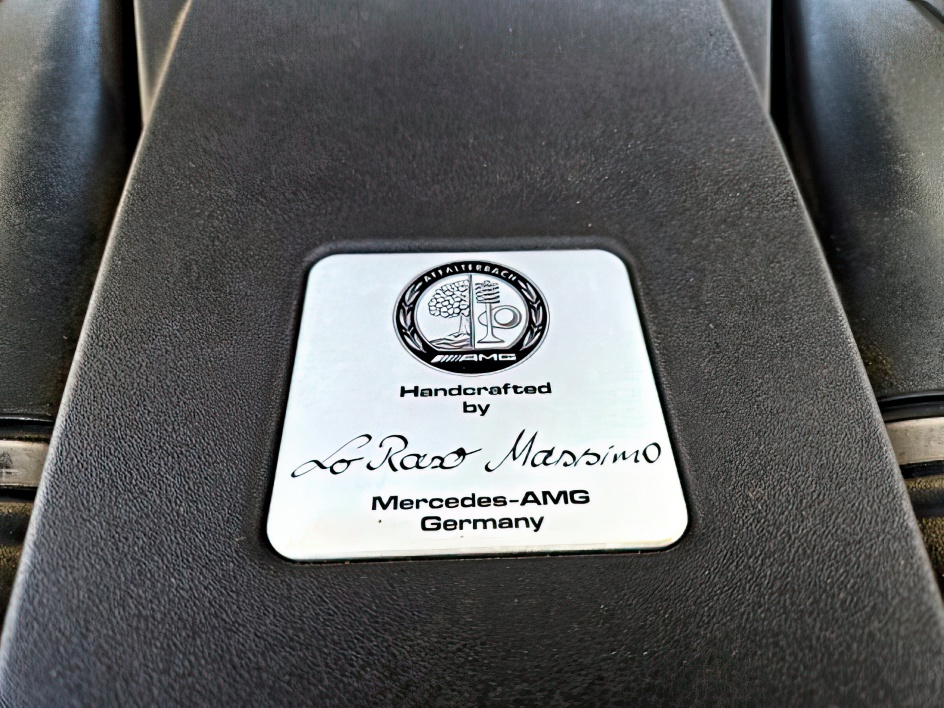 AFFALTERBACH
AMG
Handcrafted
by
Lo Raso Massimo
Mercedes-AMG
Germany